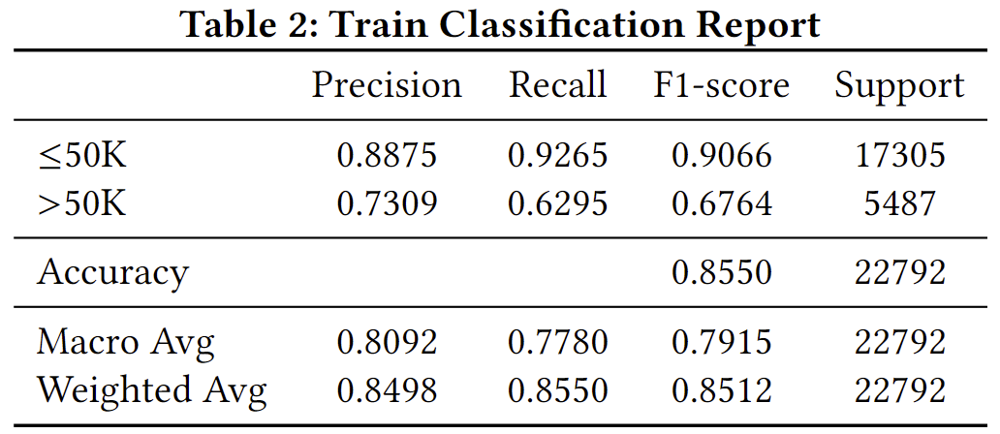 Table 2: Train Classification Report
Precision Recall F1-score Support
≤50K 0.8875 0.9265 0.9066 17305
>50K 0.7309 0.6295 0.6764 5487
Accuracy 0.8550 22792
Macro Avg 0.8092 0.7780 0.7915 22792
Weighted Avg 0.8498 0.8550 0.8512 22792